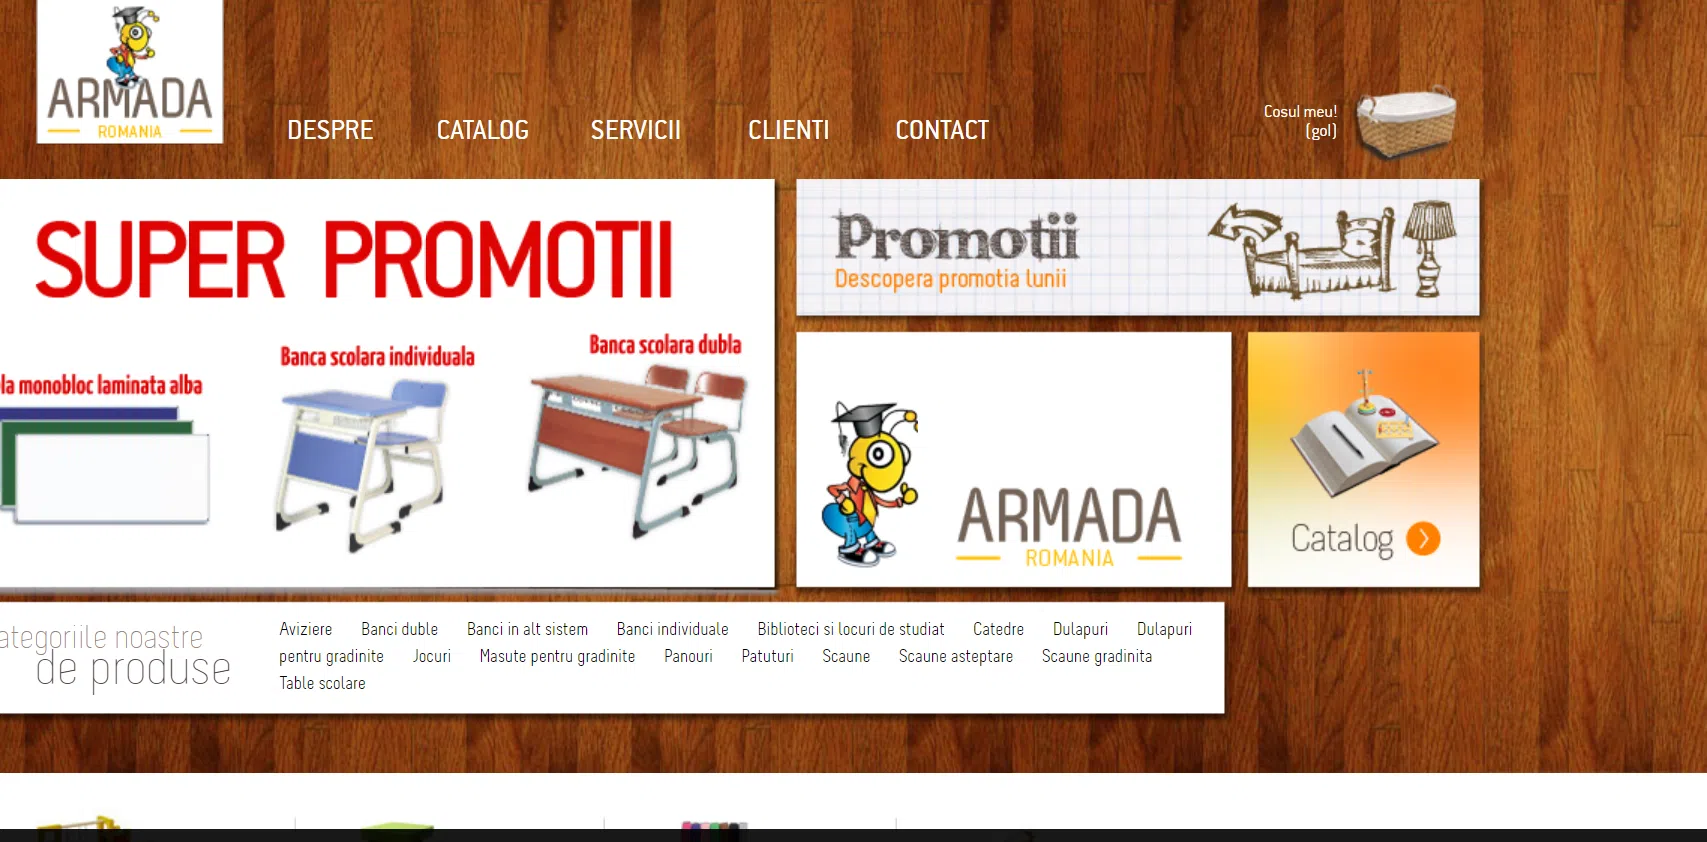 ARMADA
ROMANIA
DESPRE
CATALOG
SERVICII
CLIENTI
CONTACT
Cosul meu!
(gol)
SUPER PROMOTII
monobloc laminata alba
Banca scolara individuala
Banca scolara dubla
Promotii
Descopera promotia lunii
ARMADA
ROMANIA
Catalog
noastre
de produse
Aviziere Banci duble Banci in alt sistem Banci individuale Biblioteci si locuri de studiat Catedre Dulapuri Dulapuri
pentru gradinite Jocuri Masute pentru gradinite Panouri Patuturi Scaune Scaune asteptare Scaune gradinita
Table scolare